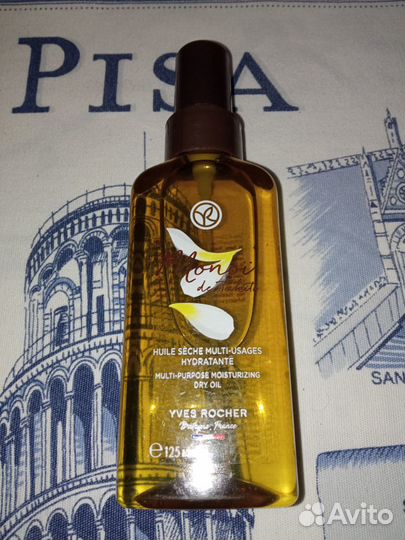 PISA
YR
Monoï
de Tahiti
HUILE SÈCHE MULTI-USAGES
HYDRATANTE
MULTI-PURPOSE MOISTURIZING
DRY OIL
YVES ROCHER
Bretagne, France
℮125
SAN
Avito